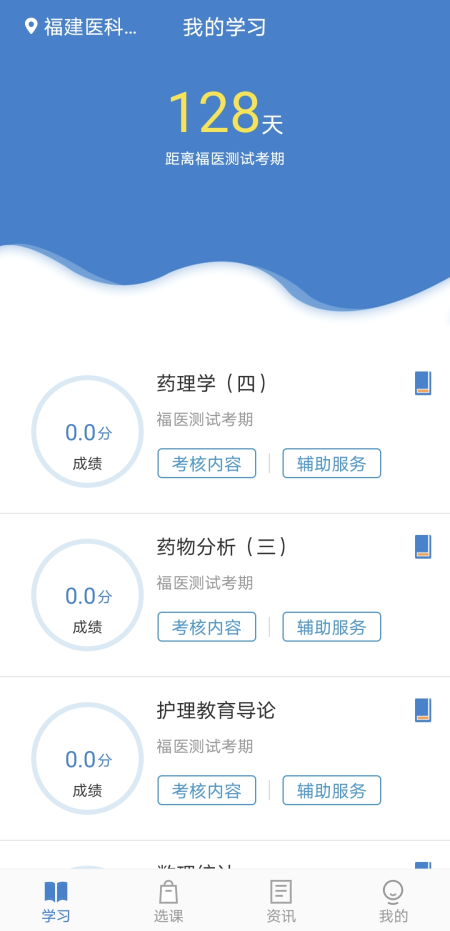 福建医科...
我的学习
128天
距离福医测试考期
药理学（四）
福医测试考期
0.0分
成绩
考核内容
辅助服务
药物分析（三）
福医测试考期
0.0分
成绩
考核内容
辅助服务
护理教育导论
福医测试考期
0.0分
成绩
考核内容
辅助服务
学习
选课
资讯
我的